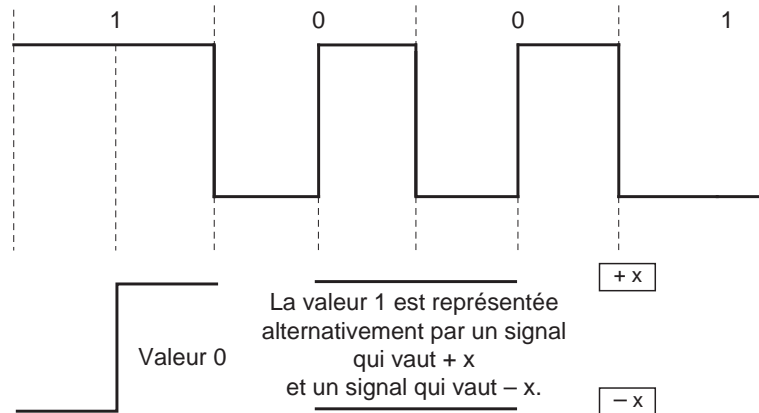 1 0 0 1
+ x
La valeur 1 est représentée
alternativement par un signal
Valeur 0
qui vaut + x
et un signal qui vaut – x.
– x